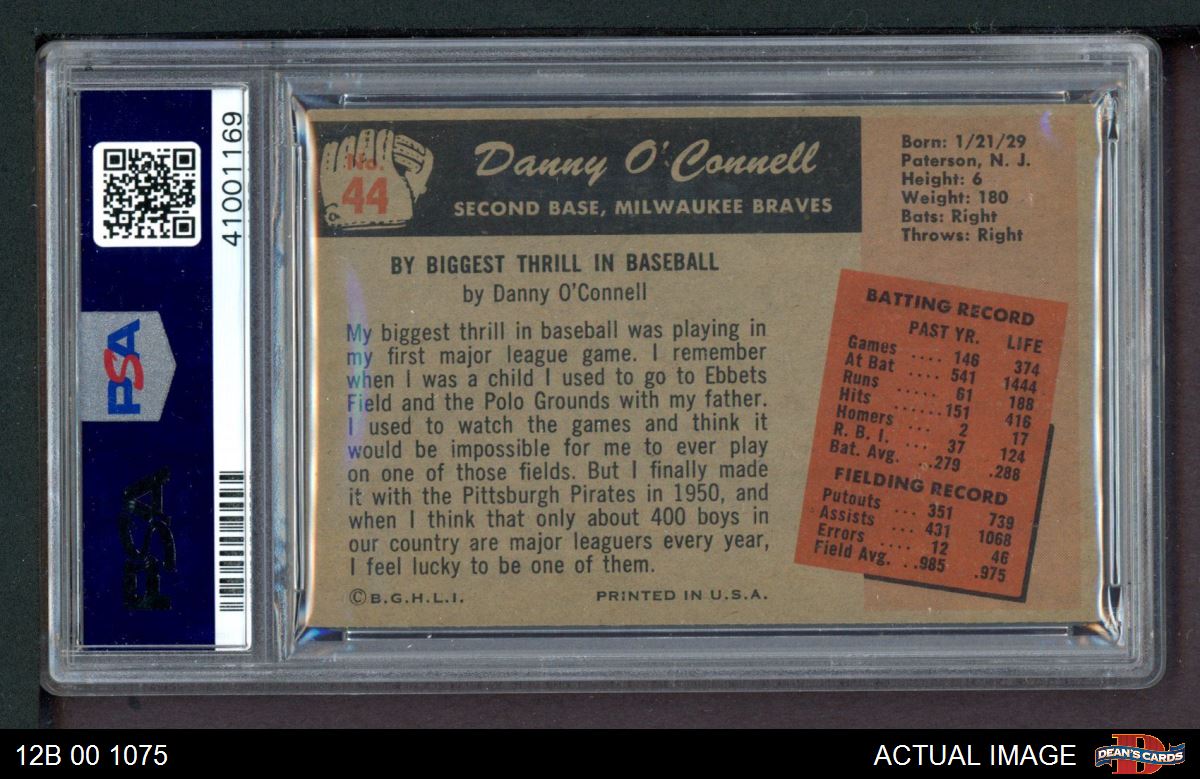 41001169
PSA
PSA
No.
44
Danny O'Connell
SECOND BASE, MILWAUKEE BRAVES
BY BIGGEST THRILL IN BASEBALL
by Danny O'Connell
My biggest thrill in baseball was playing in
my first major league game. I remember
when I was a child I used to go to Ebbets
Field and the Polo Grounds with my father.
I used to watch the games and think it
would be impossible for me to ever play
on one of those fields. But I finally made
it with the Pittsburgh Pirates in 1950, and
when I think that only about 400 boys in
our country are major leaguers every year,
I feel lucky to be one of them.
©B.G.H.L.I. PRINTED IN U.S.A.
Born: 1/21/29
Paterson, N. J.
Height: 6
Weight: 180
Bats: Right
Throws: Right
BATTING RECORD
PAST YR. LIFE
Games .... 146 374
At Bat .... 541 1444
Runs .... 61 188
Hits ......151 416
Homers ... 2 17
R. B. I. ... 37 124
Bat. Avg. ..279 .288
FIELDING RECORD
Putouts ... 351 739
Assists ... 431 1068
Errors .... 12 46
Field Avg. ..985 .975
12B 00 1075
ACTUAL IMAGE
D
DEAN'S CARDS